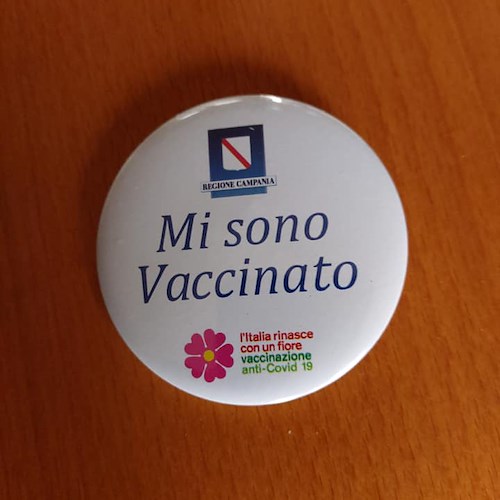 REGIONE CAMPANIA
Mi sono
Vaccinato
l'Italia rinasce
con un fiore
vaccinazione
anti-Covid 19